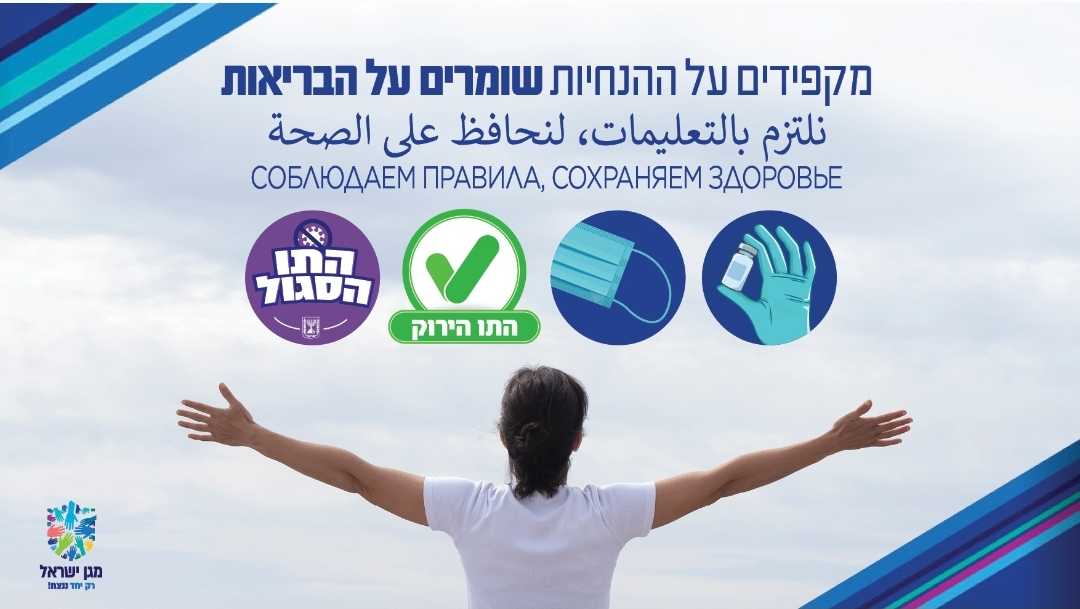 מקפידים על ההנחיות שומרים על הבריאות
نلتزم بالتعليمات، لنحافظ على الصحة
СОБЛЮДАЕМ ПРАВИЛА, СОХРАНЯЕМ ЗДОРОВЬЕ
התו
הסגול
התו הירוק
מגן ישראל
רק יחד ננצח!